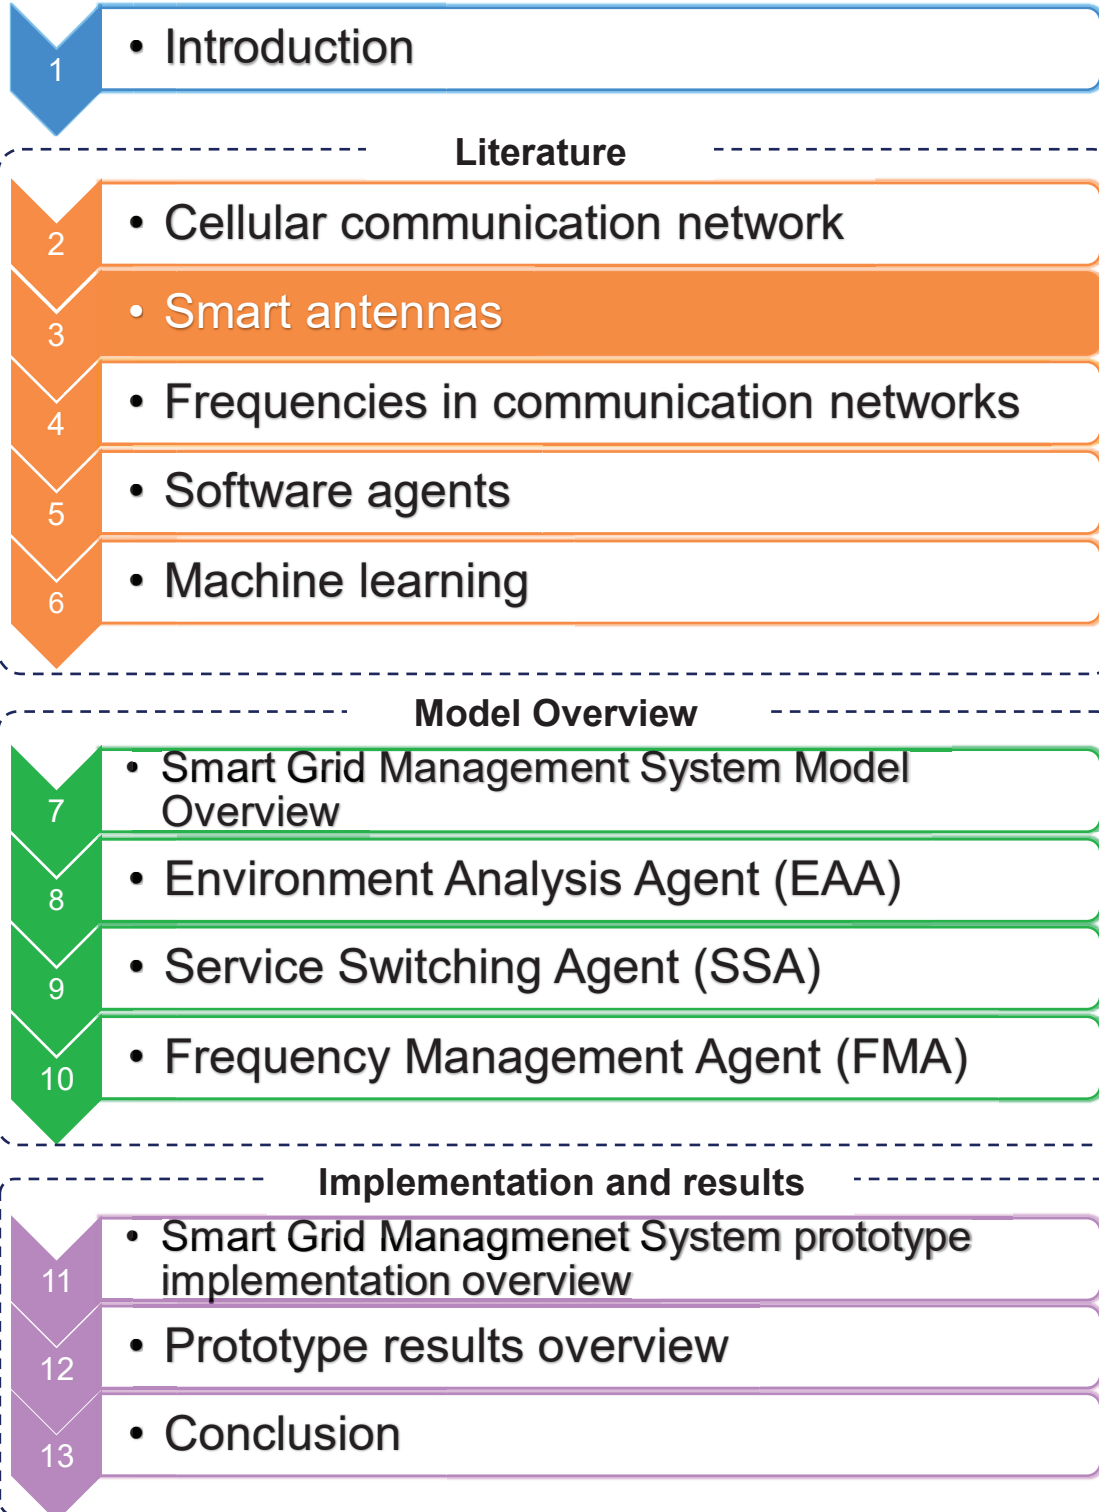 1
• Introduction
Literature
2
• Cellular communication network
3
• Smart antennas
4
• Frequencies in communication networks
5
• Software agents
6
• Machine learning
Model Overview
7
• Smart Grid Management System Model
Overview
8
• Environment Analysis Agent (EAA)
9
• Service Switching Agent (SSA)
10
• Frequency Management Agent (FMA)
Implementation and results
11
• Smart Grid Managmenet System prototype
implementation overview
12
• Prototype results overview
13
• Conclusion